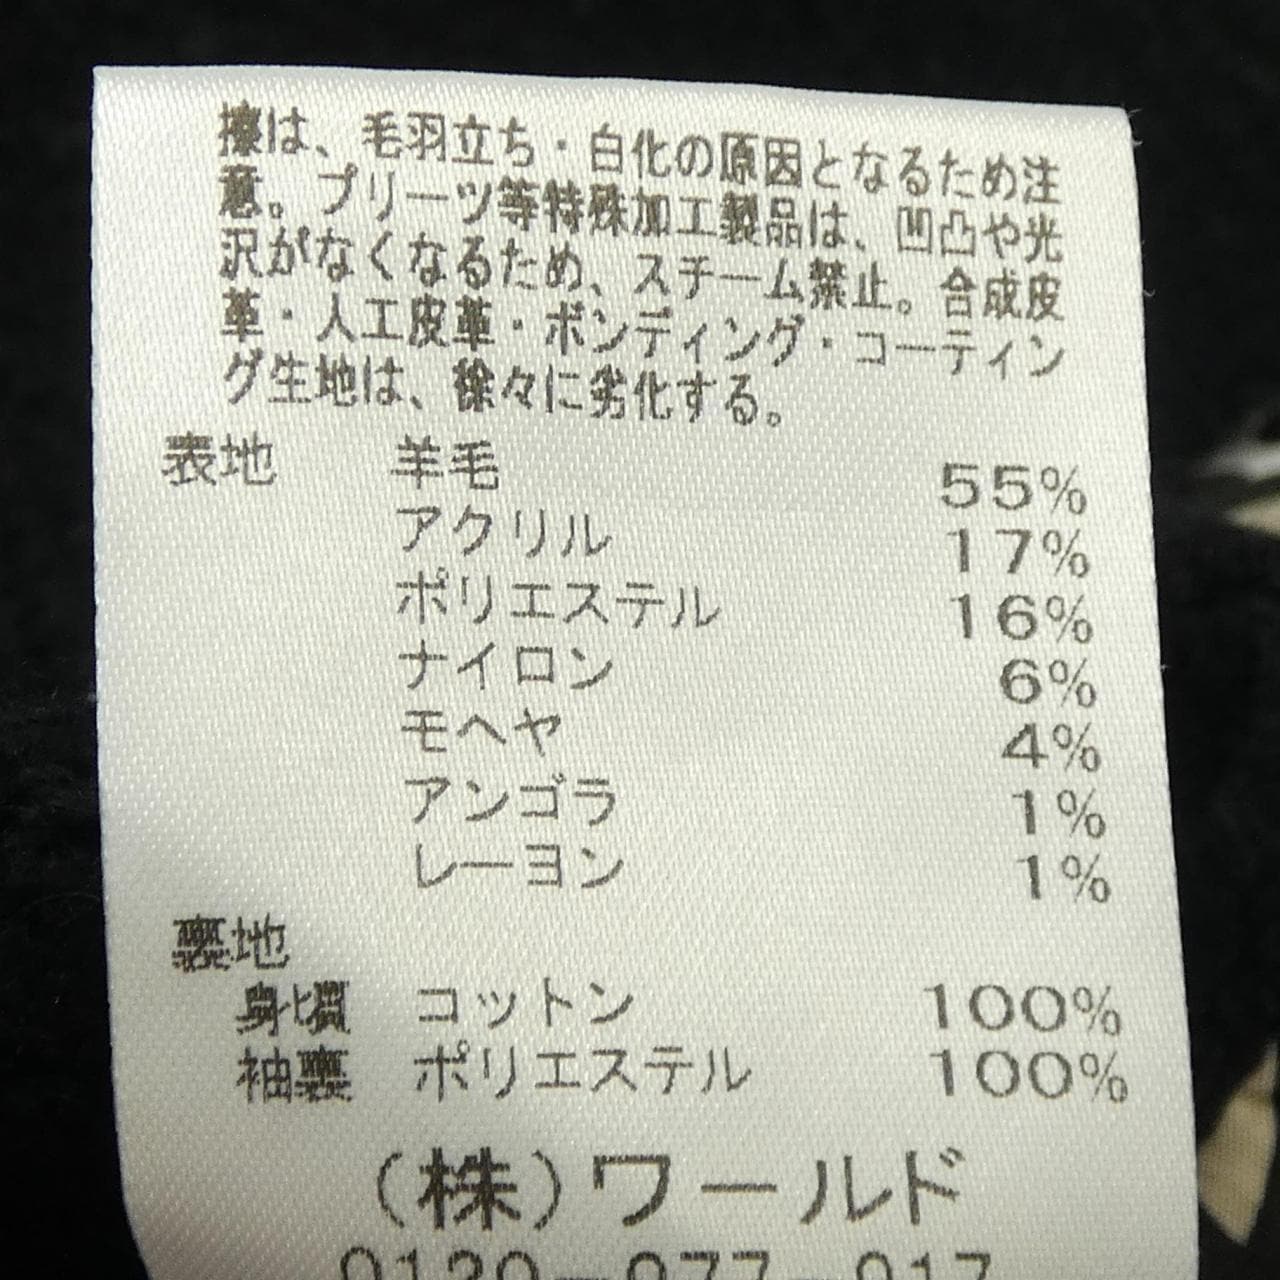 擦は、毛羽立ち・白化の原因となるため注
意。プリーツ等特殊加工製品は、凹凸や光
沢がなくなるため、スチーム禁止。合成皮
革・人工皮革・ボンディング・コーティン
グ生地は、徐々に劣化する。
表地 羊毛 55%
アクリル 17%
ポリエステル 16%
ナイロン 6%
モヘヤ 4%
アンゴラ 1%
レーヨン 1%
裏地
身頃 コットン 100%
袖裏 ポリエステル 100%
(株)ワールド
0120-977-917